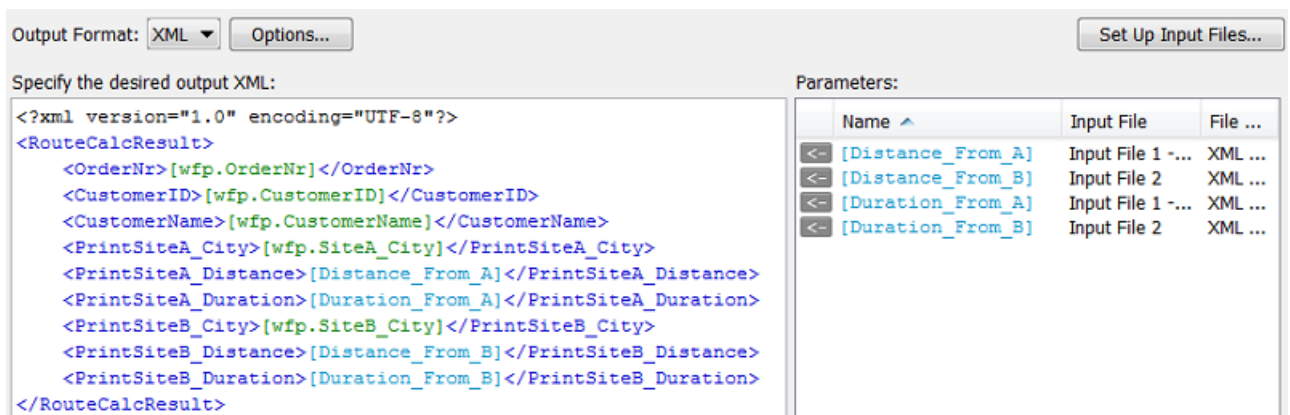 Output Format: XML Options... Set Up Input Files...
Specify the desired output XML:
<?xml version="1.0" encoding="UTF-8"?>
<RouteCalcResult>
    <OrderNr>[wfp.OrderNr]</OrderNr>
    <CustomerID>[wfp.CustomerID]</CustomerID>
    <CustomerName>[wfp.CustomerName]</CustomerName>
    <PrintSiteA_City>[wfp.SiteA_City]</PrintSiteA_City>
    <PrintSiteA_Distance>[Distance_From_A]</PrintSiteA_Distance>
    <PrintSiteA_Duration>[Duration_From_A]</PrintSiteA_Duration>
    <PrintSiteB_City>[wfp.SiteB_City]</PrintSiteB_City>
    <PrintSiteB_Distance>[Distance_From_B]</PrintSiteB_Distance>
    <PrintSiteB_Duration>[Duration_From_B]</PrintSiteB_Duration>
</RouteCalcResult>
Parameters:
Name Input File File ...
<- [Distance_From_A] Input File 1 -... XML ...
<- [Distance_From_B] Input File 2 XML ...
<- [Duration_From_A] Input File 1 -... XML ...
<- [Duration_From_B] Input File 2 XML ...